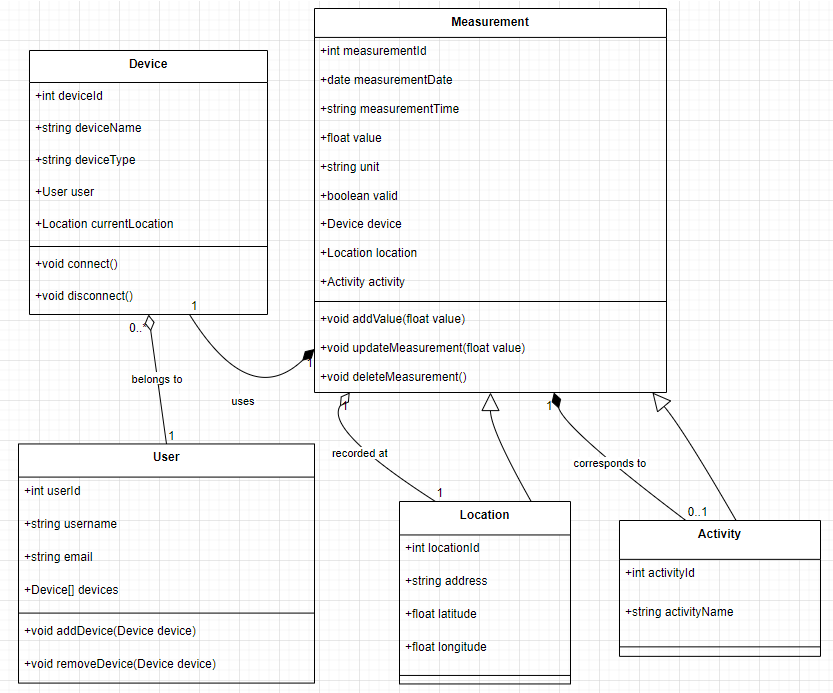 Device
+int deviceId
+string deviceName
+string deviceType
+User user
+Location currentLocation
+void connect()
+void disconnect()
Measurement
+int measurementId
+date measurementDate
+string measurementTime
+float value
+string unit
+boolean valid
+Device device
+Location location
+Activity activity
+void addValue(float value)
+void updateMeasurement(float value)
+void deleteMeasurement()
0..*
belongs to
1
1
uses
1
1
recorded at
1
1
corresponds to
0..1
User
+int userId
+string username
+string email
+Device[] devices
+void addDevice(Device device)
+void removeDevice(Device device)
Location
+int locationId
+string address
+float latitude
+float longitude
Activity
+int activityId
+string activityName